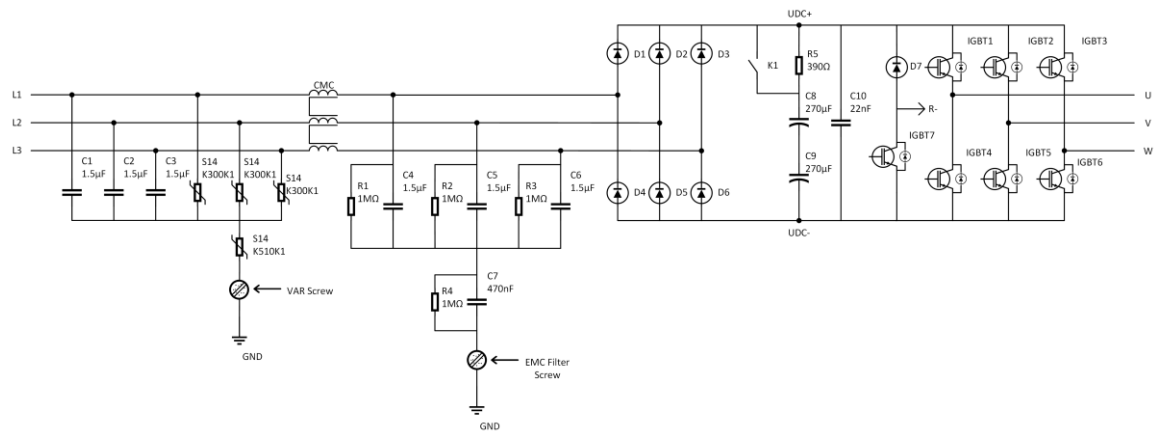 UDC+
D1
D2
D3
K1
R5
390Ω
C8
270µF
C9
270µF
C10
22nF
D7
R-
IGBT7
IGBT1
IGBT2
IGBT3
IGBT4
IGBT5
IGBT6
U
V
W
L1
L2
L3
CMC
C1
1.5µF
C2
1.5µF
C3
1.5µF
S14
K300K1
S14
K300K1
S14
K300K1
S14
K510K1
VAR Screw
GND
R1
1MΩ
C4
1.5µF
R2
1MΩ
C5
1.5µF
R3
1MΩ
C6
1.5µF
D4
D5
D6
UDC-
R4
1MΩ
C7
470nF
EMC Filter
Screw
GND